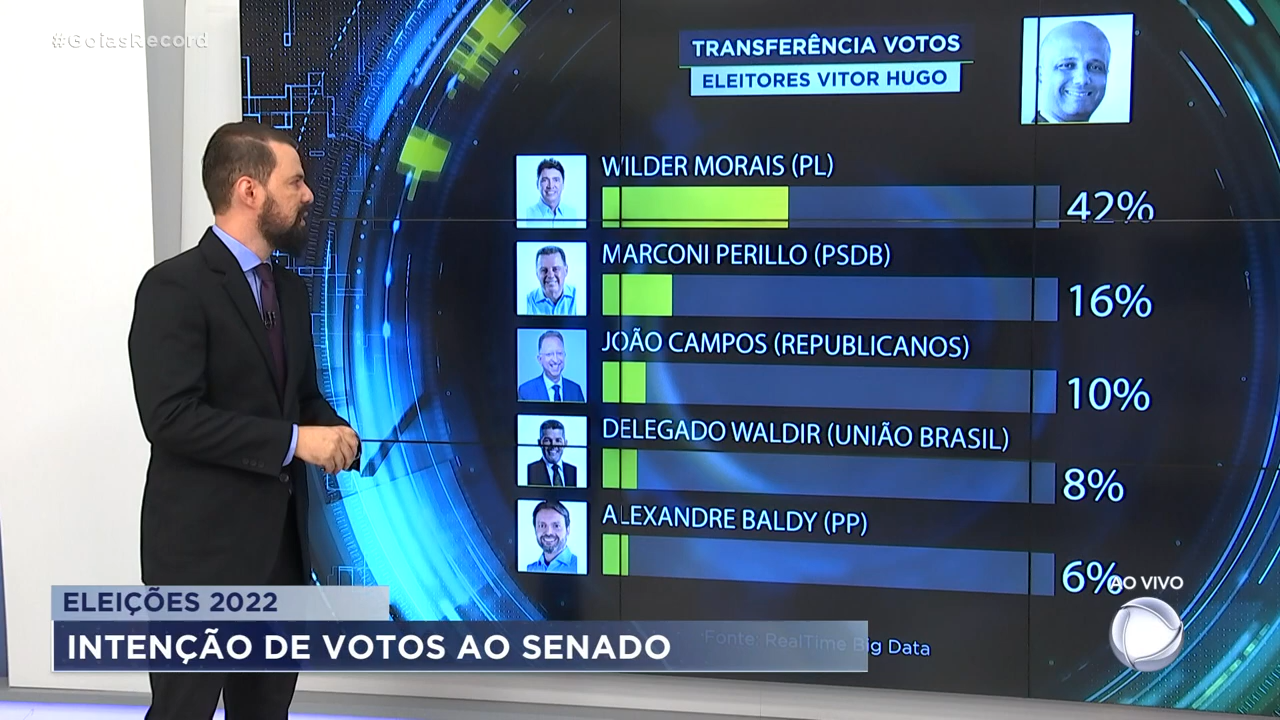 #GoiasRecord
TRANSFERÊNCIA VOTOS
ELEITORES VITOR HUGO
WILDER MORAIS (PL)
42%
MARCONI PERILLO (PSDB)
16%
JOÃO CAMPOS (REPUBLICANOS)
10%
DELEGADO WALDIR (UNIÃO BRASIL)
8%
ALEXANDRE BALDY (PP)
6%
AO VIVO
ELEIÇÕES 2022
INTENÇÃO DE VOTOS AO SENADO
Fonte: RealTime Big Data